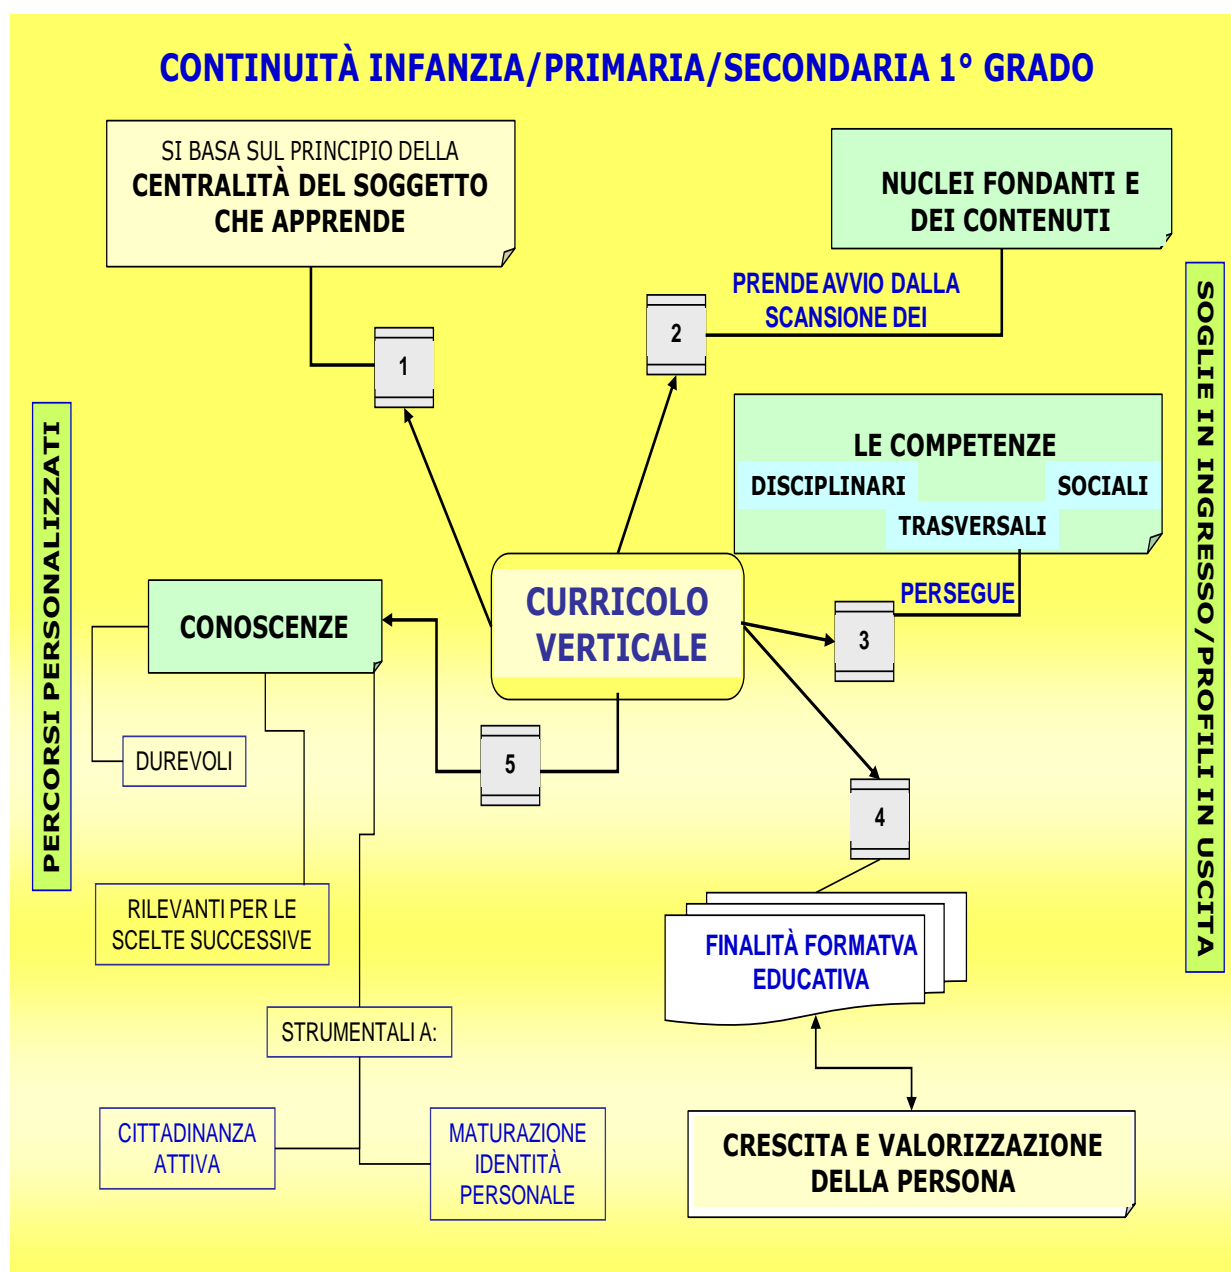 CONTINUITÀ INFANZIA/PRIMARIA/SECONDARIA 1° GRADO
SI BASA SUL PRINCIPIO DELLA
CENTRALITÀ DEL SOGGETTO
CHE APPRENDE
NUCLEI FONDANTI E
DEI CONTENUTI
PRENDE AVVIO DALLA
SCANSIONE DEI
1
2
LE COMPETENZE
DISCIPLINARI
SOCIALI
TRASVERSALI
PERSEGUE
3
CURRICOLO
VERTICALE
CONOSCENZE
5
4
DUREVOLI
RILEVANTI PER LE
SCELTE SUCCESSIVE
STRUMENTALI A:
CITTADINANZA
ATTIVA
MATURAZIONE
IDENTITÀ
PERSONALE
FINALITÀ FORMATVA
EDUCATIVA
CRESCITA E VALORIZZAZIONE
DELLA PERSONA
PERCORSI PERSONALIZZATI
SOGLIE IN INGRESSO/PROFILI IN USCITA